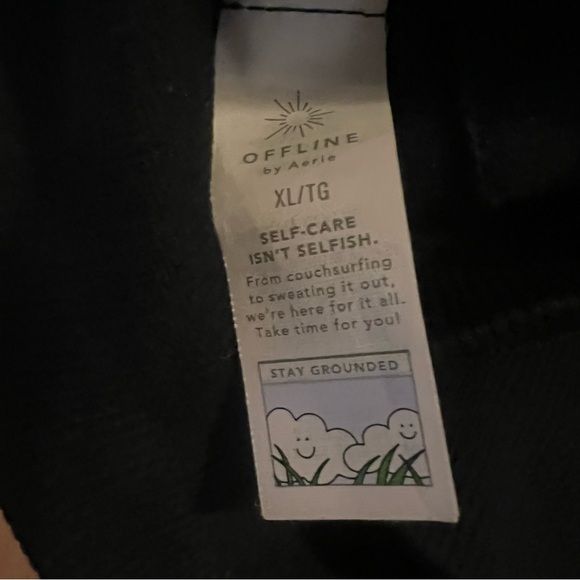 OFFLINE
by Aerie
XL/TG
SELF-CARE
ISN'T SELFISH.
From couchsurfing
to sweating it out,
we're here for it all.
Take time for you!
STAY GROUNDED